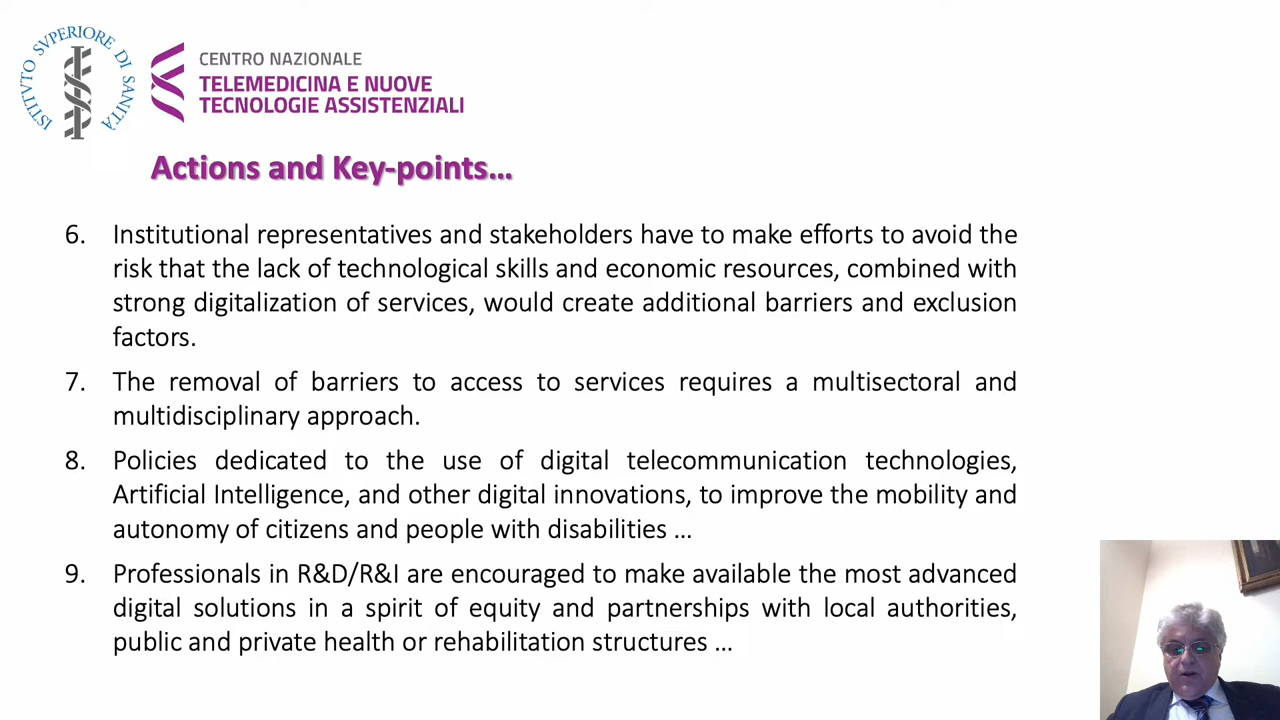 ISTITVTO SVPERIORE DI SANITÀ
CENTRO NAZIONALE
TELEMEDICINA E NUOVE
TECNOLOGIE ASSISTENZIALI
Actions and Key-points...
6. Institutional representatives and stakeholders have to make efforts to avoid the
risk that the lack of technological skills and economic resources, combined with
strong digitalization of services, would create additional barriers and exclusion
factors.
7. The removal of barriers to access to services requires a multisectoral and
multidisciplinary approach.
8. Policies dedicated to the use of digital telecommunication technologies,
Artificial Intelligence, and other digital innovations, to improve the mobility and
autonomy of citizens and people with disabilities ...
9. Professionals in R&D/R&I are encouraged to make available the most advanced
digital solutions in a spirit of equity and partnerships with local authorities,
public and private health or rehabilitation structures ...